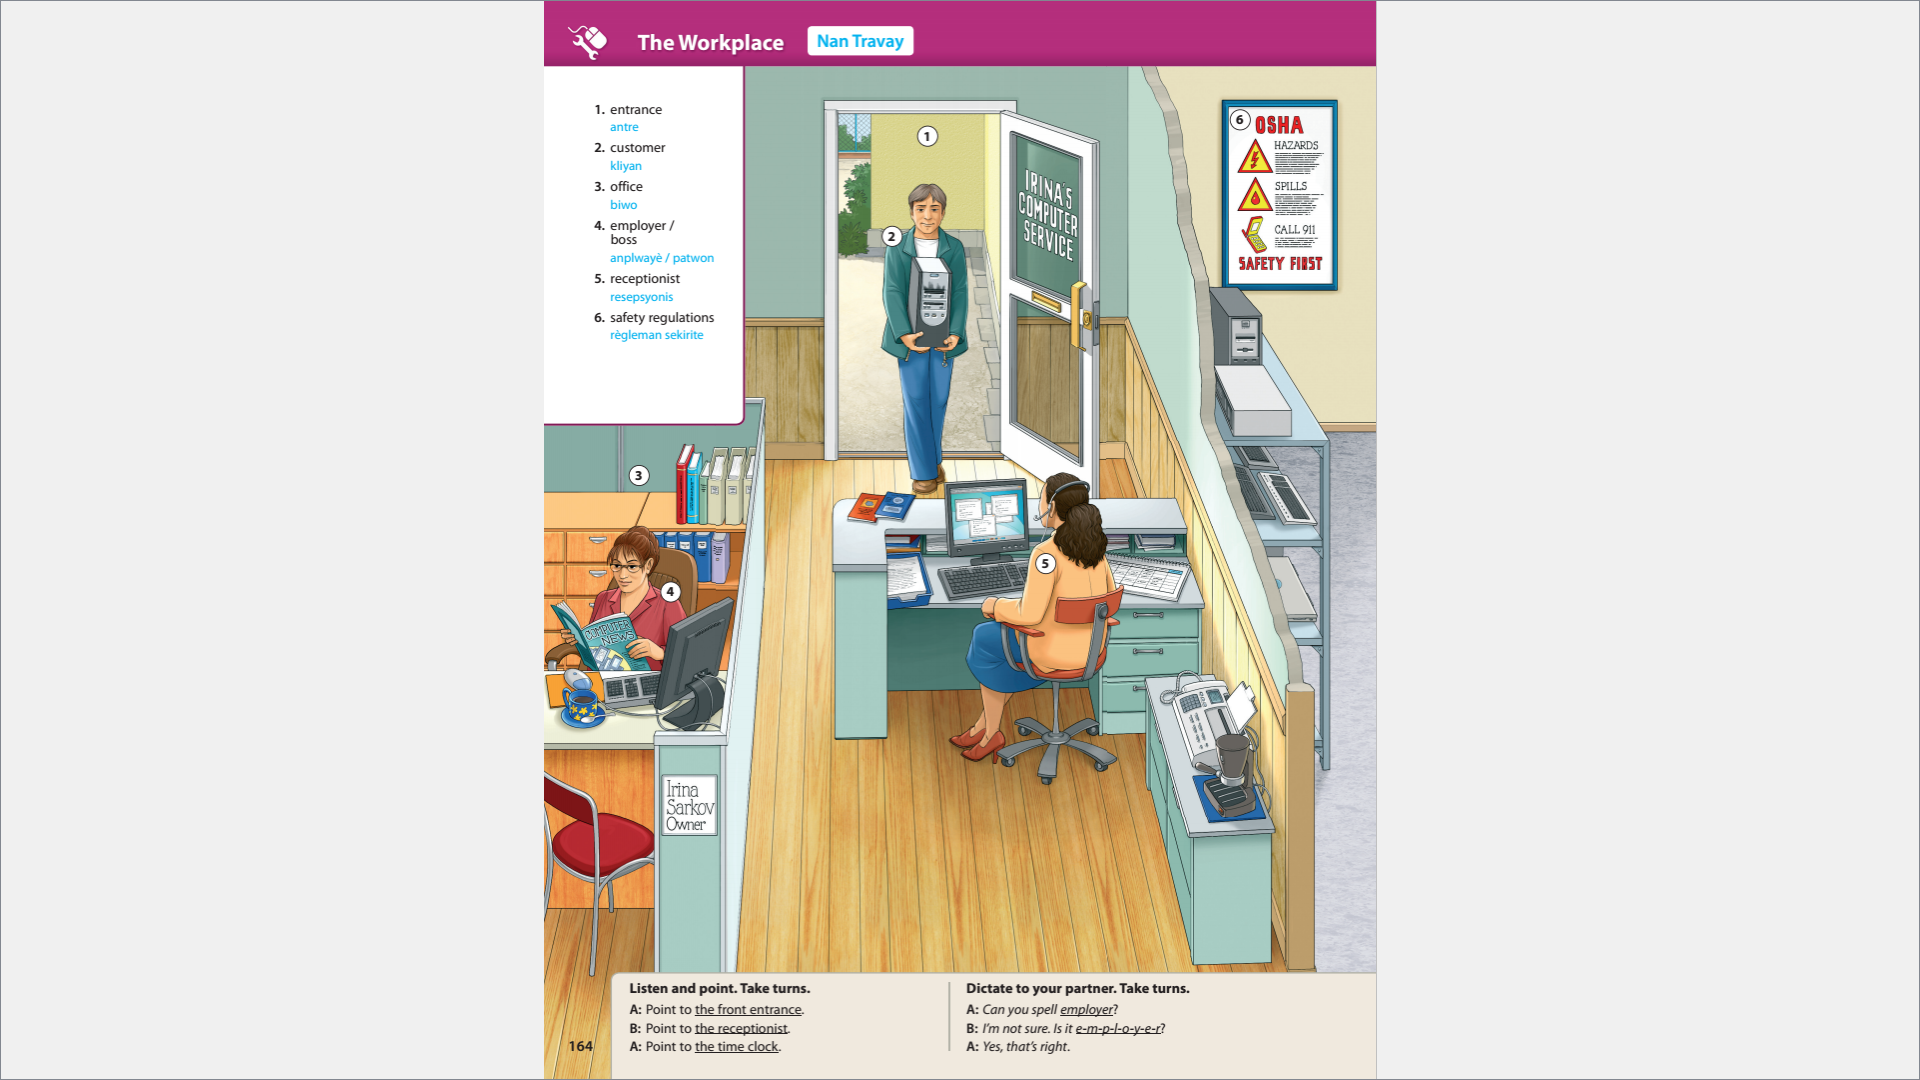 The Workplace
Nan Travay
1. entrance
antre
2. customer
kliyan
3. office
biwo
4. employer /
boss
anplwayè / patwon
5. receptionist
resepsyonis
6. safety regulations
règleman sekirite
1
2
IRINA'S
COMPUTER
SERVICE
6
OSHA
HAZARDS
SPILLS
CALL 911
SAFETY FIRST
3
4
COMPUTER
NEWS
5
Irina
Sarkov
Owner
Listen and point. Take turns.
A: Point to the front entrance.
B: Point to the receptionist.
A: Point to the time clock.
Dictate to your partner. Take turns.
A: Can you spell employer?
B: I'm not sure. Is it e-m-p-l-o-y-e-r?
A: Yes, that's right.
164